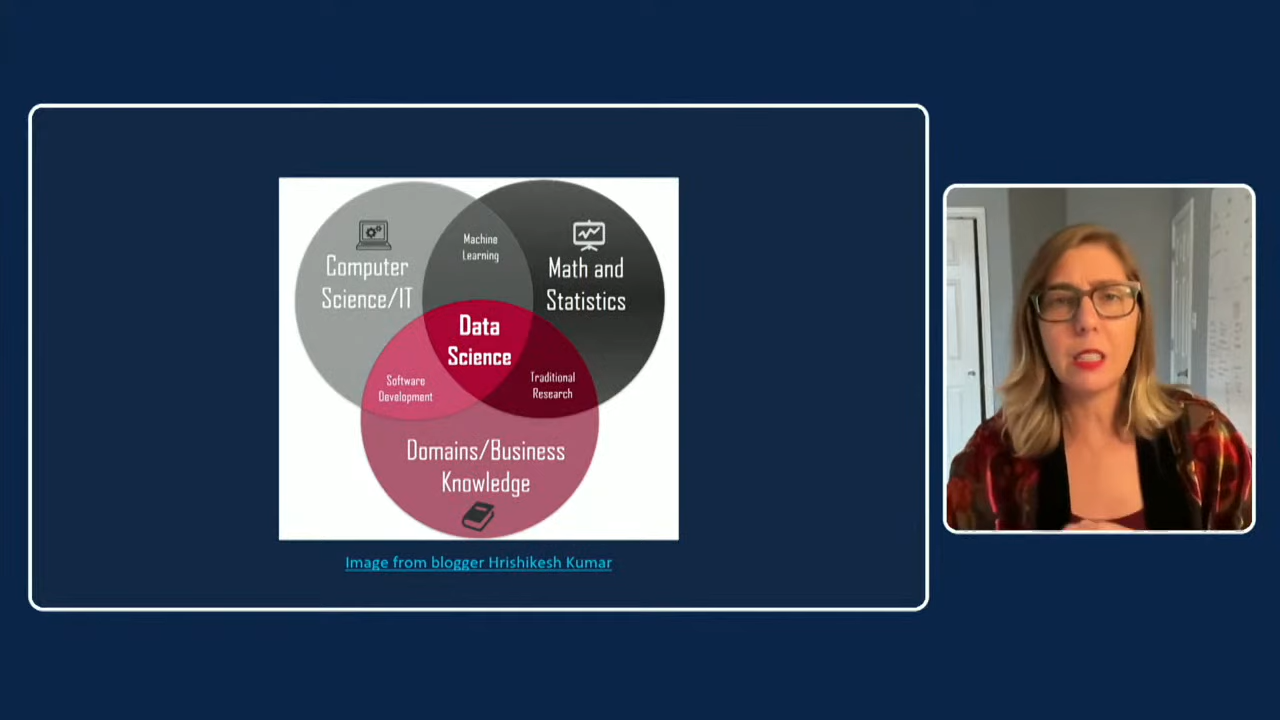 Computer
Science/IT
Machine
Learning
Math and
Statistics
Data
Science
Software
Development
Traditional
Research
Domains/Business
Knowledge
Image from blogger Hrishikesh Kumar